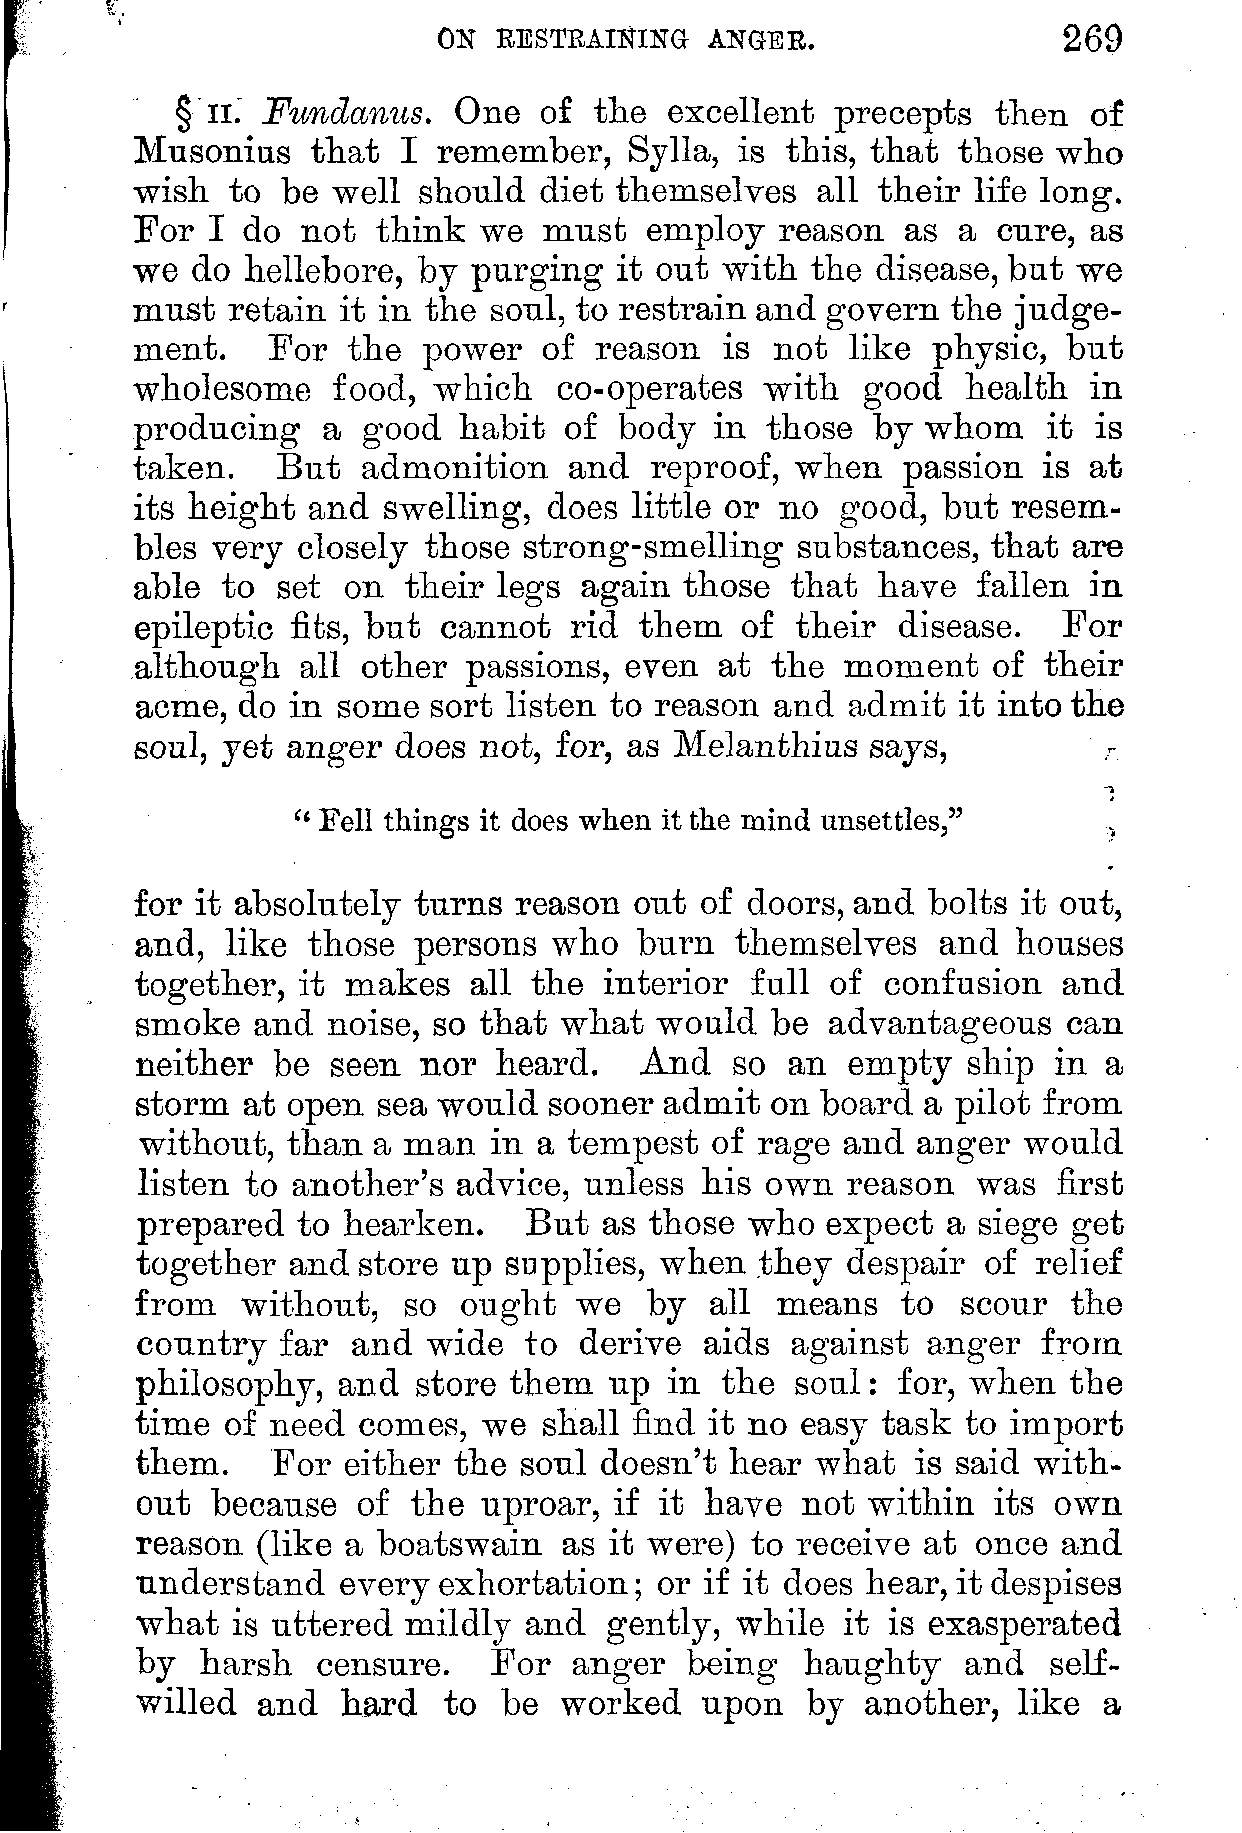 ON RESTRAINING ANGER. 269
§ II. Fundanus. One of the excellent precepts then of
Musonius that I remember, Sylla, is this, that those who
wish to be well should diet themselves all their life long.
For I do not think we must employ reason as a cure, as
we do hellebore, by purging it out with the disease, but we
must retain it in the soul, to restrain and govern the judge-
ment. For the power of reason is not like physic, but
wholesome food, which co-operates with good health in
producing a good habit of body in those by whom it is
taken. But admonition and reproof, when passion is at
its height and swelling, does little or no good, but resem-
bles very closely those strong-smelling substances, that are
able to set on their legs again those that have fallen in
epileptic fits, but cannot rid them of their disease. For
although all other passions, even at the moment of their
acme, do in some sort listen to reason and admit it into the
soul, yet anger does not, for, as Melanthius says,
“Fell things it does when it the mind unsettles,”
for it absolutely turns reason out of doors, and bolts it out,
and, like those persons who burn themselves and houses
together, it makes all the interior full of confusion and
smoke and noise, so that what would be advantageous can
neither be seen nor heard. And so an empty ship in a
storm at open sea would sooner admit on board a pilot from
without, than a man in a tempest of rage and anger would
listen to another's advice, unless his own reason was first
prepared to hearken. But as those who expect a siege get
together and store up supplies, when they despair of relief
from without, so ought we by all means to scour the
country far and wide to derive aids against anger from
philosophy, and store them up in the soul: for, when the
time of need comes, we shall find it no easy task to import
them. For either the soul doesn't hear what is said with-
out because of the uproar, if it have not within its own
reason (like a boatswain as it were) to receive at once and
understand every exhortation; or if it does hear, it despises
what is uttered mildly and gently, while it is exasperated
by harsh censure. For anger being haughty and self-
willed and hard to be worked upon by another, like a